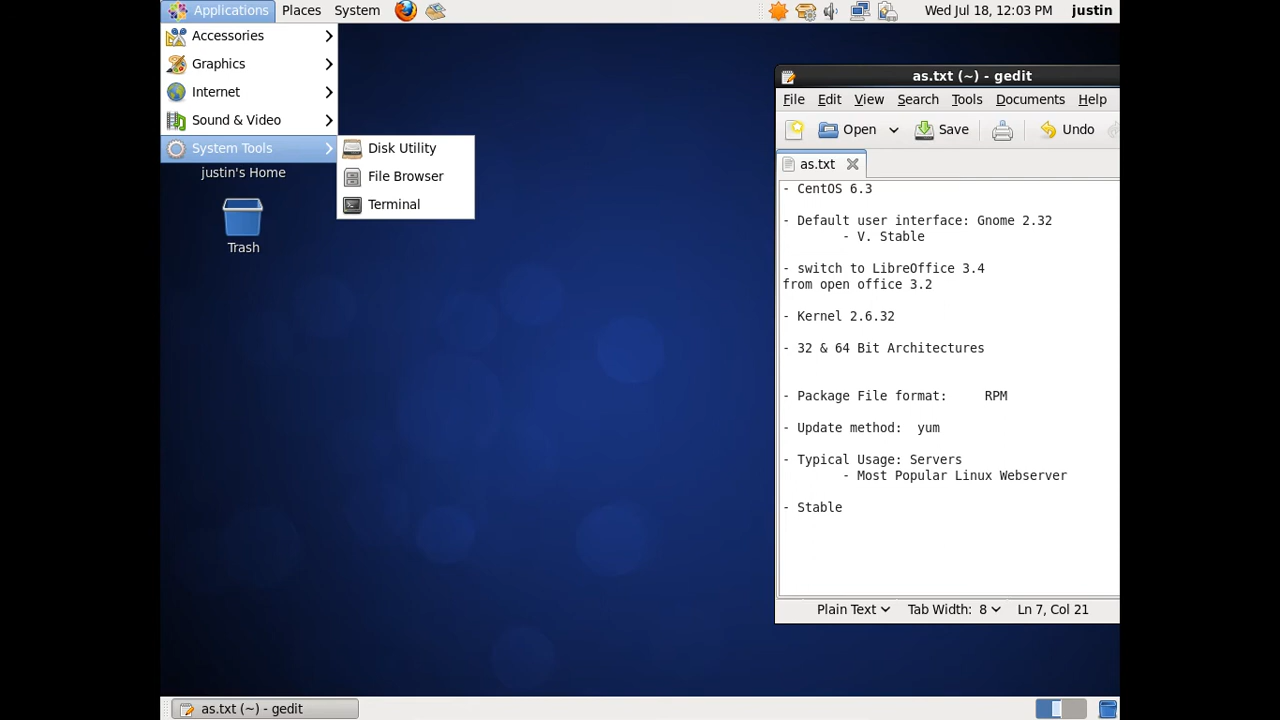 Applications Places System Wed Jul 18, 12:03 PM justin
Accessories
Graphics
Internet
Sound & Video
System Tools
Disk Utility
File Browser
Terminal
justin's Home
Trash
as.txt (~) - gedit
File Edit View Search Tools Documents Help
Open Save Undo
as.txt
- CentOS 6.3
- Default user interface: Gnome 2.32
- V. Stable
- switch to LibreOffice 3.4
from open office 3.2
- Kernel 2.6.32
- 32 & 64 Bit Architectures
- Package File format: RPM
- Update method: yum
- Typical Usage: Servers
- Most Popular Linux Webserver
- Stable
Plain Text Tab Width: 8 Ln 7, Col 21
as.txt (~) - gedit